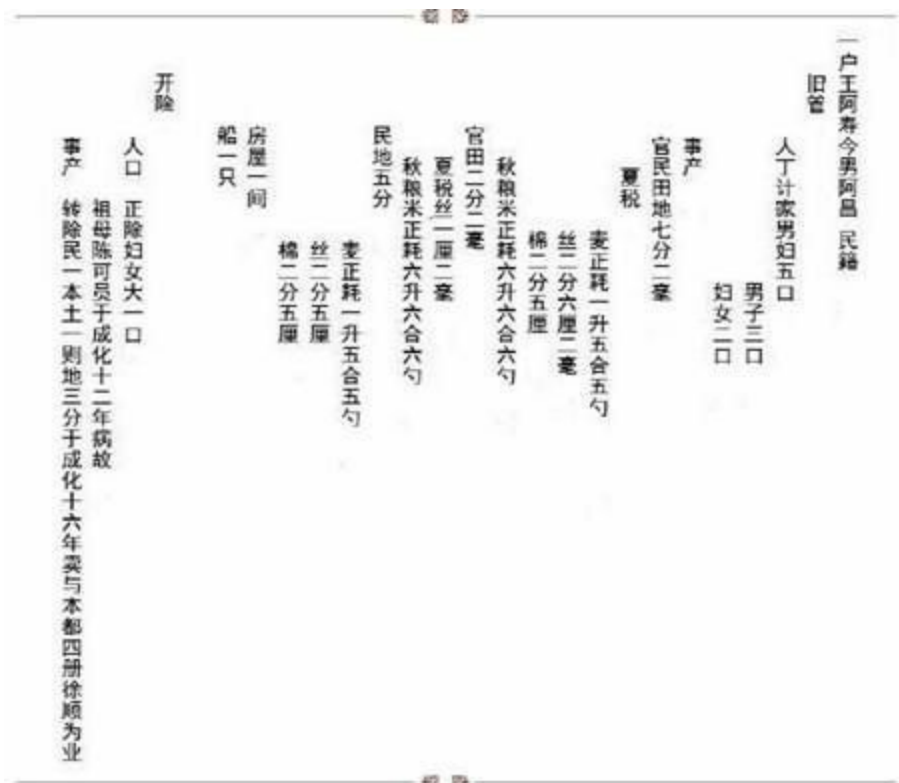 一户王阿寿今男阿昌 民籍
旧管
人丁计家男妇五口
男子三口
妇女二口
事产
官民田地七分二毫
夏税
麦正耗一升五合五勺
丝二分六厘二毫
棉二分五厘
秋粮米正耗六升六合六勺
官田二分二毫
夏税丝一厘二毫
秋粮米正耗六升六合六勺
民地五分
麦正耗一升五合五勺
丝二分五厘
棉二分五厘
房屋一间
船一只
开除
人口 正除妇女大一口
祖母陈可员于成化十二年病故
事产 转除民一本土一则地三分于成化十六年卖与本都四册徐顺为业